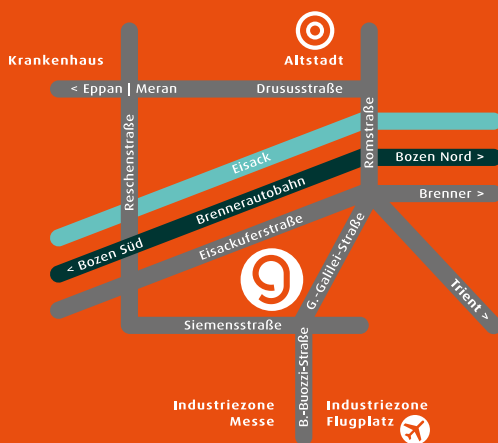 Krankenhaus
Altstadt
< Eppan | Meran
Drususstraße
Reschenstraße
Romstraße
Eisack
Bozen Nord >
Brennerautobahn
Brenner >
Eisackuferstraße
< Bozen Süd
G.-Galilei-Straße
Trient >
g
Siemensstraße
B.-Buozzi-Straße
Industriezone
Messe
Industriezone
Flugplatz